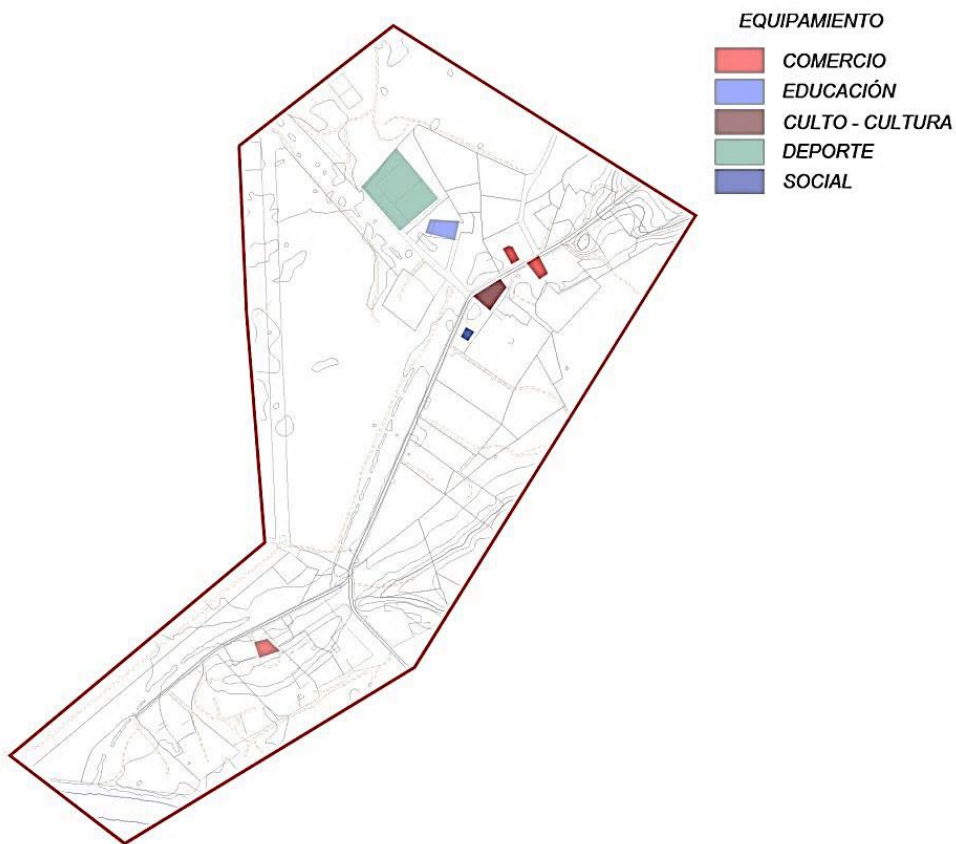 EQUIPAMIENTO
COMERCIO
EDUCACIÓN
CULTO - CULTURA
DEPORTE
SOCIAL